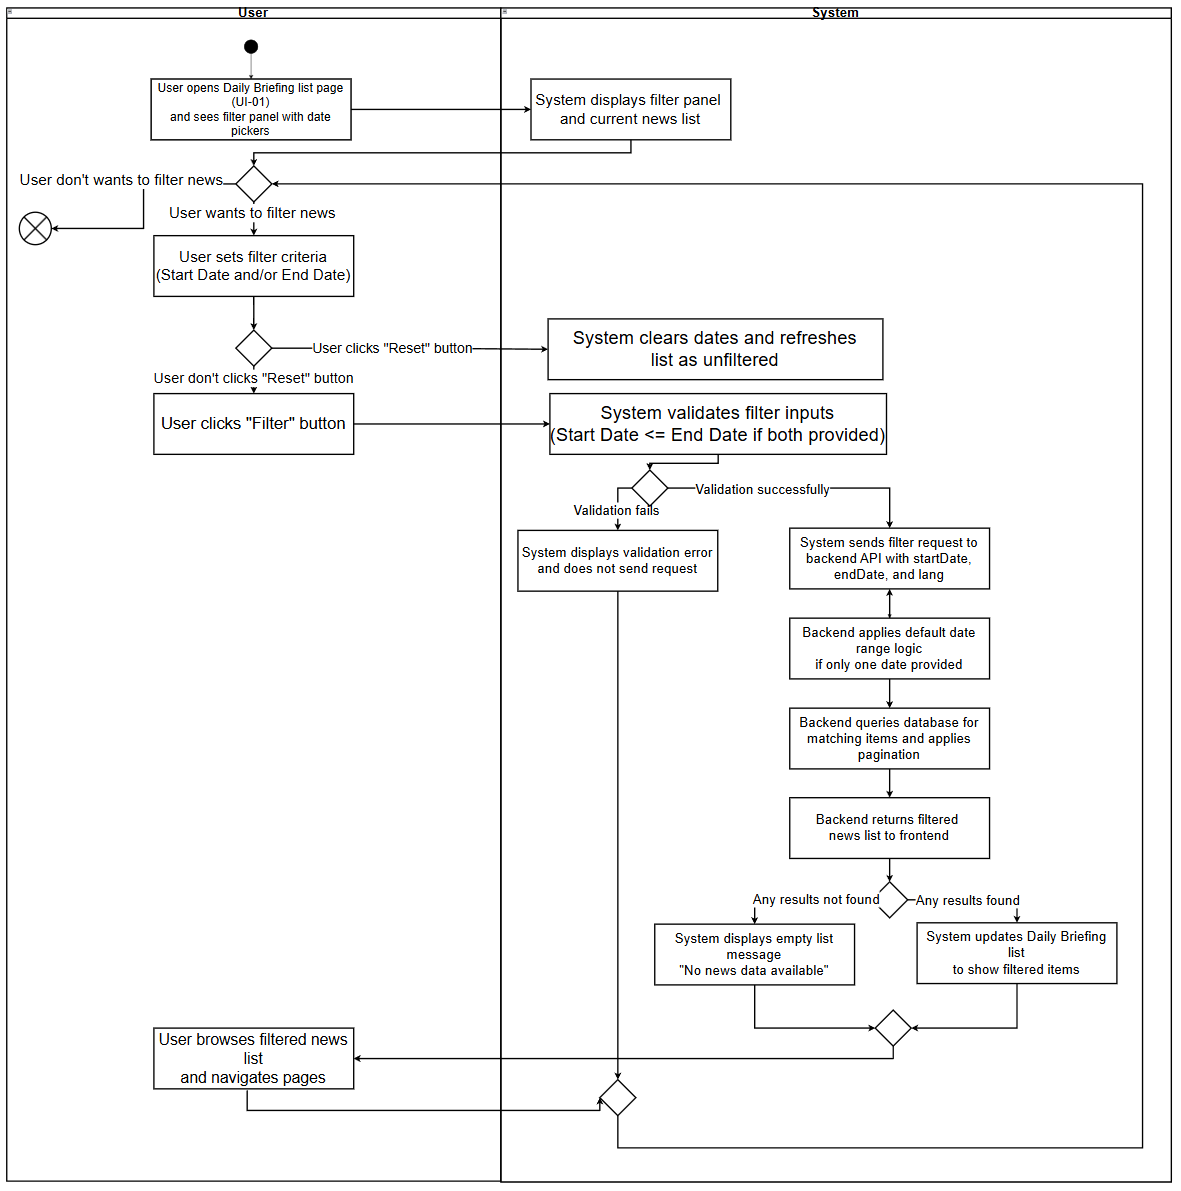 User
System
User opens Daily Briefing list page
(UI-01)
and sees filter panel with date
pickers
System displays filter panel
and current news list
User don't wants to filter news
User wants to filter news
User sets filter criteria
(Start Date and/or End Date)
User clicks "Reset" button
System clears dates and refreshes
list as unfiltered
User don't clicks "Reset" button
User clicks "Filter" button
System validates filter inputs
(Start Date <= End Date if both provided)
Validation successfully
Validation fails
System displays validation error
and does not send request
System sends filter request to
backend API with startDate,
endDate, and lang
Backend applies default date
range logic
if only one date provided
Backend queries database for
matching items and applies
pagination
Backend returns filtered
news list to frontend
Any results not found
Any results found
System displays empty list
message
"No news data available"
System updates Daily Briefing
list
to show filtered items
User browses filtered news
list
and navigates pages